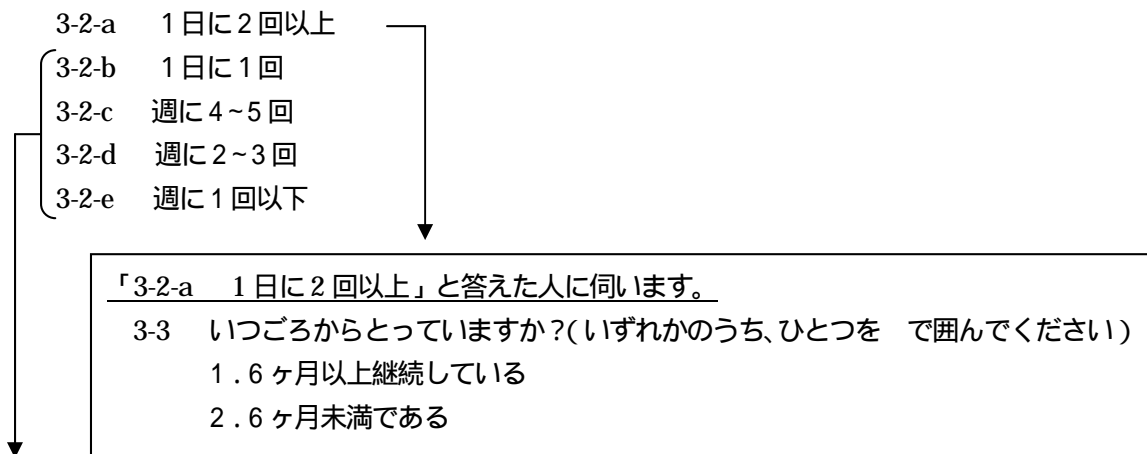 3-2-a　１日に２回以上
3-2-b　１日に１回
3-2-c　週に４~５回
3-2-d　週に２~３回
3-2-e　週に１回以下
「3-2-a　１日に２回以上」と答えた人に伺います。
3-3　いつごろからとっていますか？（いずれかのうち、ひとつを　で囲んでください）
１．６ヶ月以上継続している
２．６ヶ月未満である